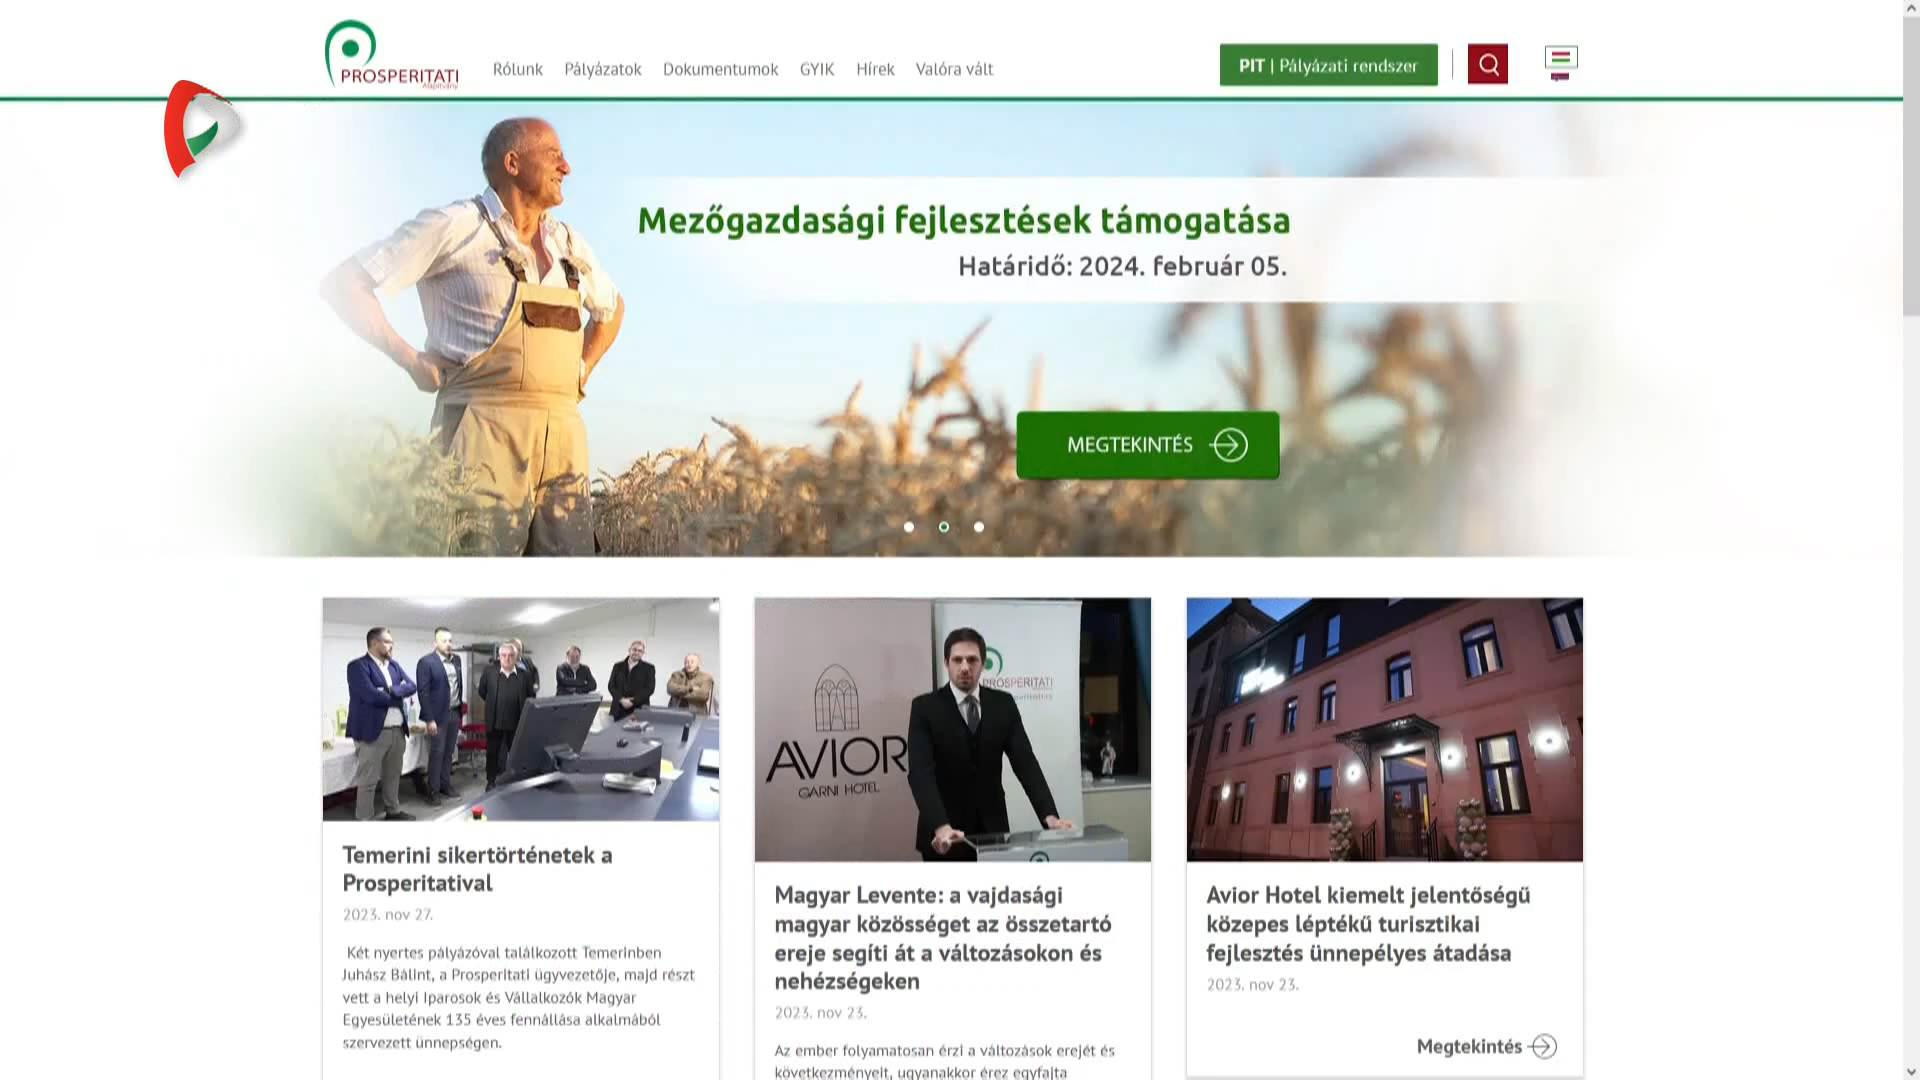 PROSPERITATI
Alapítvány
Rólunk
Pályázatok
Dokumentumok
GYIK
Hírek
Valóra vált
PIT | Pályázati rendszer
Mezőgazdasági fejlesztések támogatása
Határidő: 2024. február 05.
MEGTEKINTÉS
AVIOR
GARNI HOTEL
PROSPERITATI
Temerini sikertörténetek a
Prosperitatival
2023. nov 27.
Két nyertes pályázóval találkozott Temerinben
Juhász Bálint, a Prosperitati ügyvezetője, majd részt
vett a helyi Iparosok és Vállalkozók Magyar
Egyesületének 135 éves fennállása alkalmából
szervezett ünnepségen.
Magyar Levente: a vajdasági
magyar közösséget az összetartó
ereje segíti át a változásokon és
nehézségeken
2023. nov 23.
Az ember folyamatosan érzi a változások erejét és
következményeit, ugyanakkor érez egyfajta
Avior Hotel kiemelt jelentőségű
közepes léptékű turisztikai
fejlesztés ünnepélyes átadása
2023. nov 23.
Megtekintés